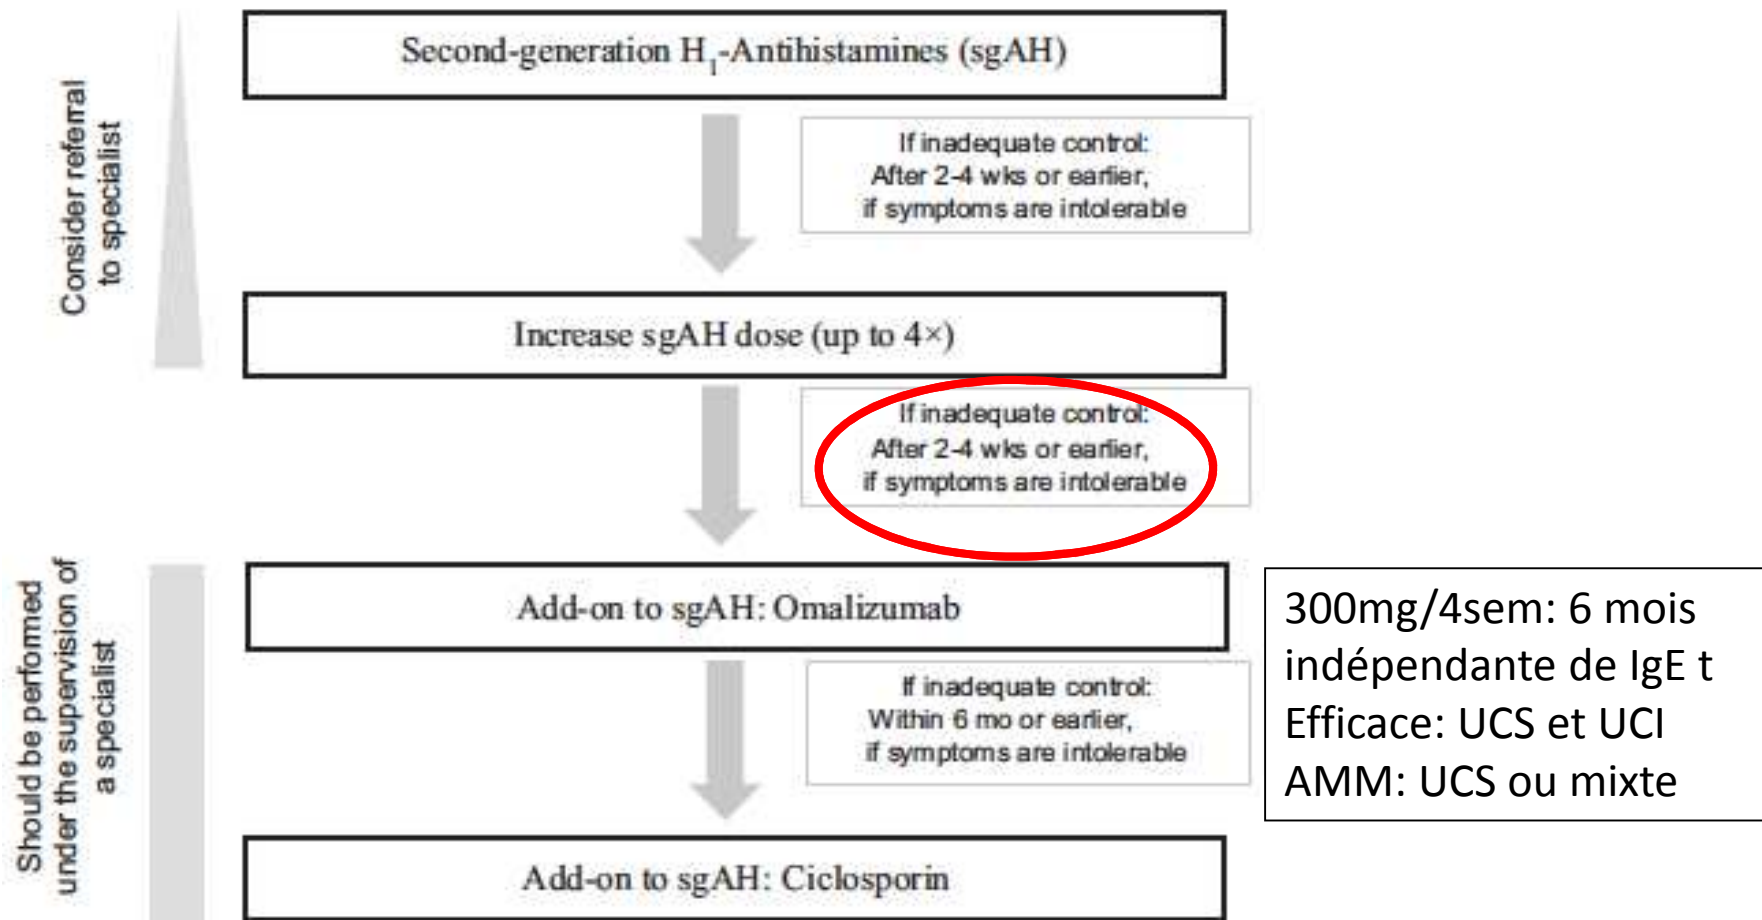 Second-generation H₁-Antihistamines (sgAH)
Consider referral
to specialist
If inadequate control:
After 2-4 wks or earlier,
if symptoms are intolerable
Increase sgAH dose (up to 4×)
If inadequate control:
After 2-4 wks or earlier,
if symptoms are intolerable
Should be performed
under the supervision of
a specialist
Add-on to sgAH: Omalizumab
300mg/4sem: 6 mois
indépendante de IgE t
Efficace: UCS et UCI
AMM: UCS ou mixte
If inadequate control:
Within 6 mo or earlier,
if symptoms are intolerable
Add-on to sgAH: Ciclosporin